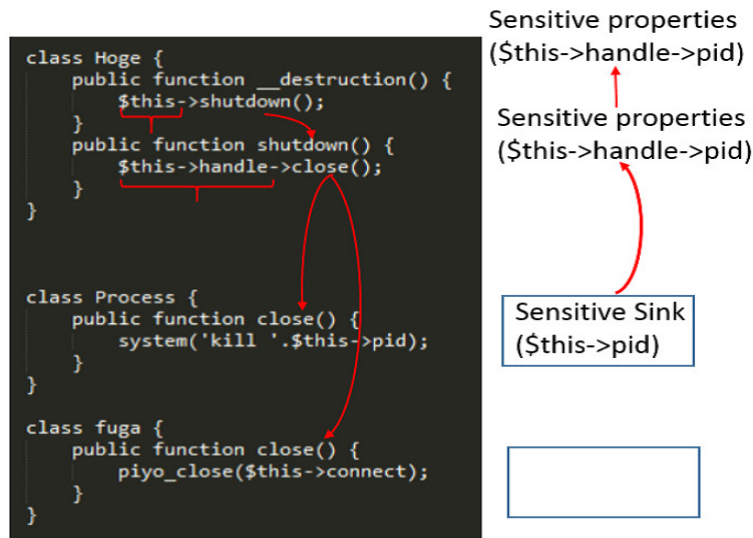 class Hoge {
public function __destruction() {
$this->shutdown();
}
public function shutdown() {
$this->handle->close();
}
}
class Process {
public function close() {
system('kill '.$this->pid);
}
}
class fuga {
public function close() {
piyo_close($this->connect);
}
}
Sensitive properties
($this->handle->pid)
Sensitive properties
($this->handle->pid)
Sensitive Sink
($this->pid)